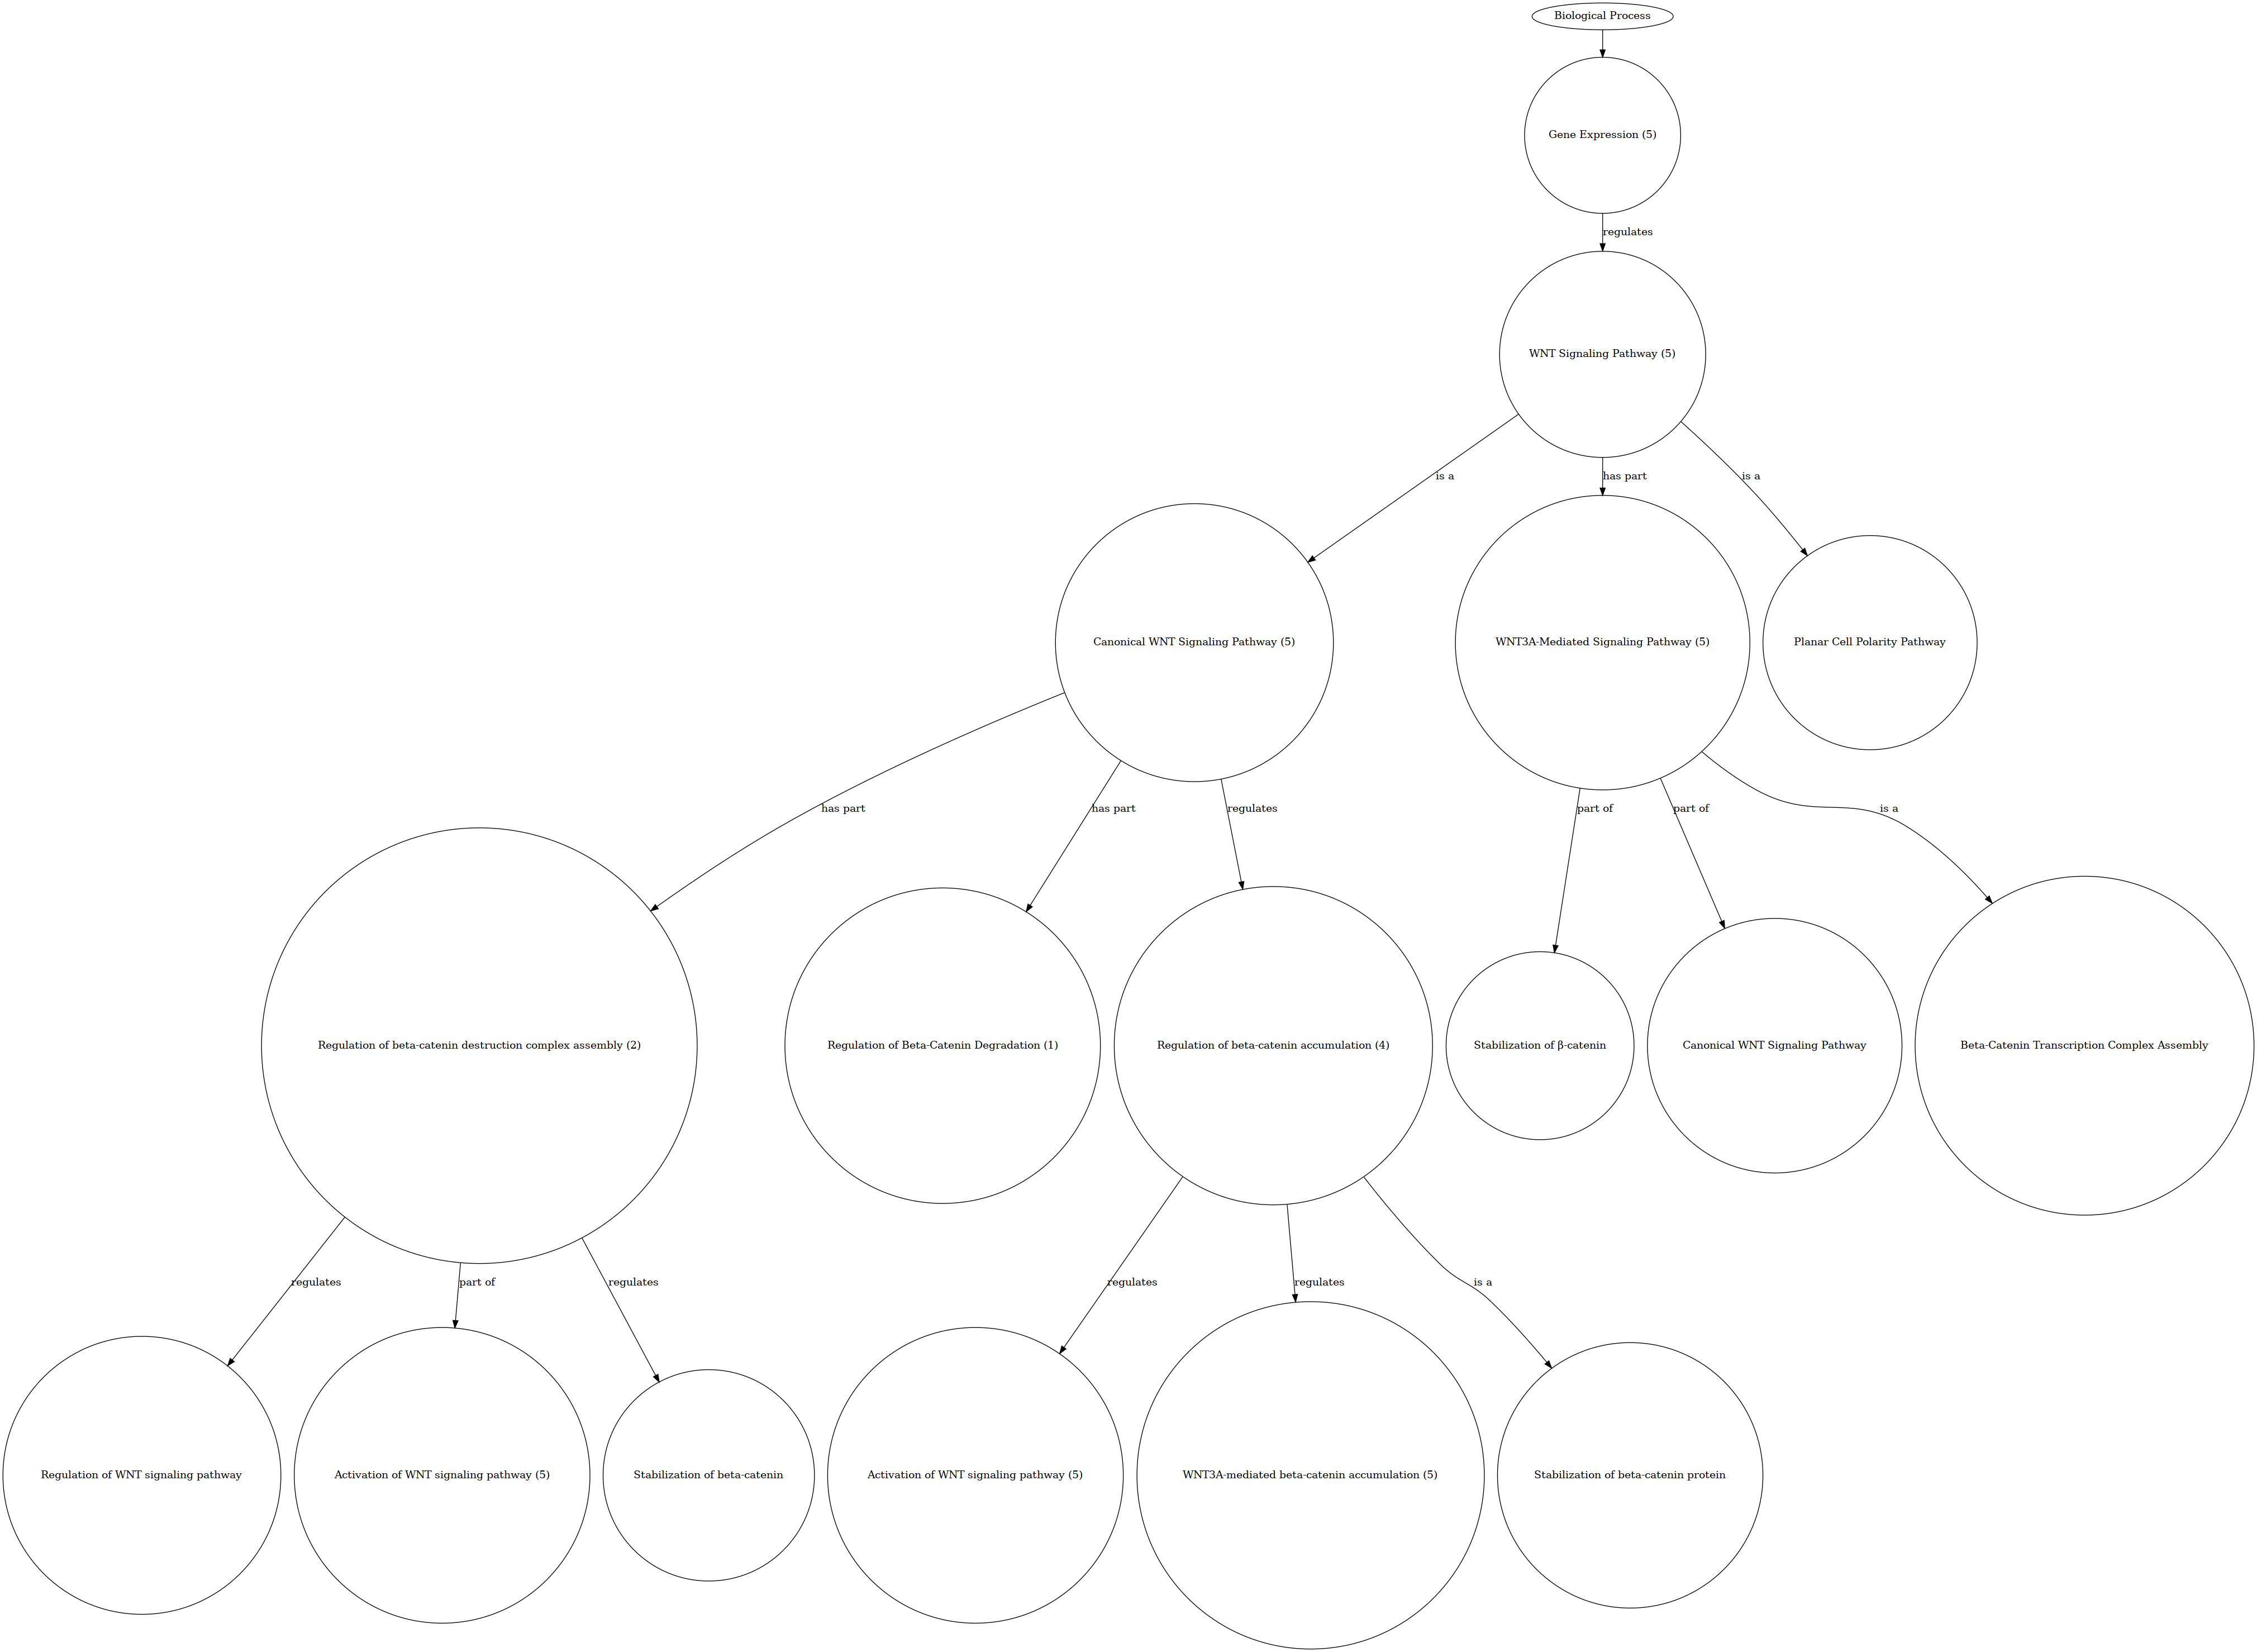 Biological Process
Gene Expression (5)
regulates
WNT Signaling Pathway (5)
is a
has part
is a
Canonical WNT Signaling Pathway (5)
WNT3A-Mediated Signaling Pathway (5)
Planar Cell Polarity Pathway
has part
has part
regulates
part of
part of
is a
Regulation of beta-catenin destruction complex assembly (2)
Regulation of Beta-Catenin Degradation (1)
Regulation of beta-catenin accumulation (4)
Stabilization of β-catenin
Canonical WNT Signaling Pathway
Beta-Catenin Transcription Complex Assembly
regulates
part of
regulates
regulates
regulates
is a
Regulation of WNT signaling pathway
Activation of WNT signaling pathway (5)
Stabilization of beta-catenin
Activation of WNT signaling pathway (5)
WNT3A-mediated beta-catenin accumulation (5)
Stabilization of beta-catenin protein